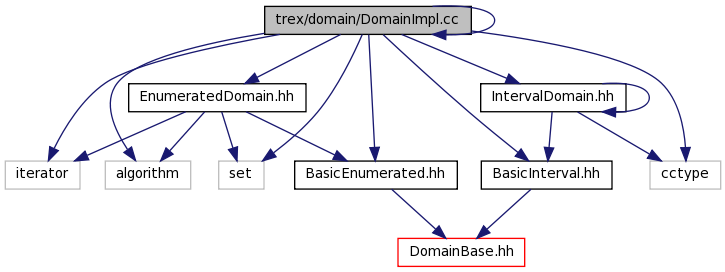 trex/domain/DomainImpl.cc
EnumeratedDomain.hh
IntervalDomain.hh
iterator
algorithm
set
BasicEnumerated.hh
BasicInterval.hh
cctype
DomainBase.hh